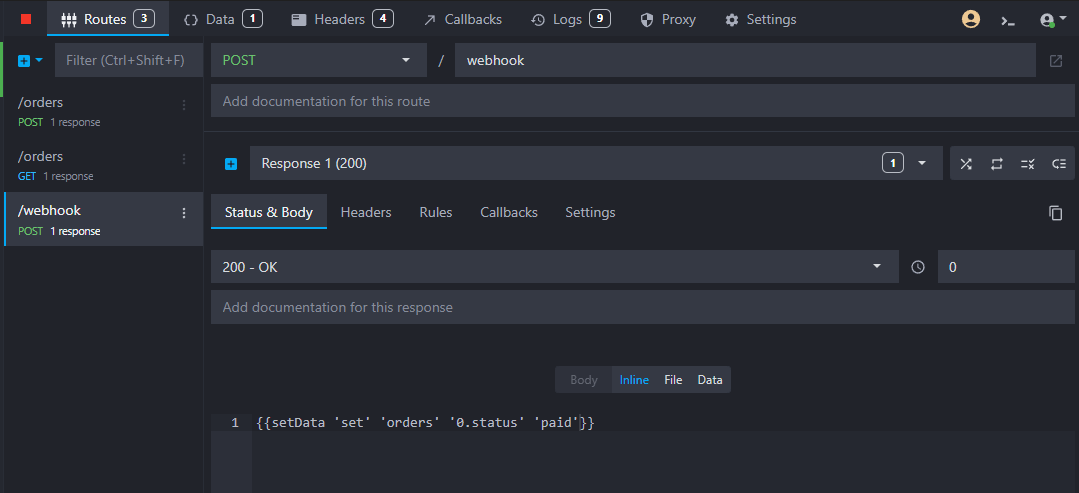 Routes 3 Data 1 Headers 4 Callbacks Logs 9 Proxy Settings
Filter (Ctrl+Shift+F) POST / webhook
Add documentation for this route
/orders
POST 1 response
/orders
GET 1 response
/webhook
POST 1 response
Response 1 (200) 1
Status & Body Headers Rules Callbacks Settings
200 - OK 0
Add documentation for this response
Body Inline File Data
1 {{setData 'set' 'orders' '0.status' 'paid'}}